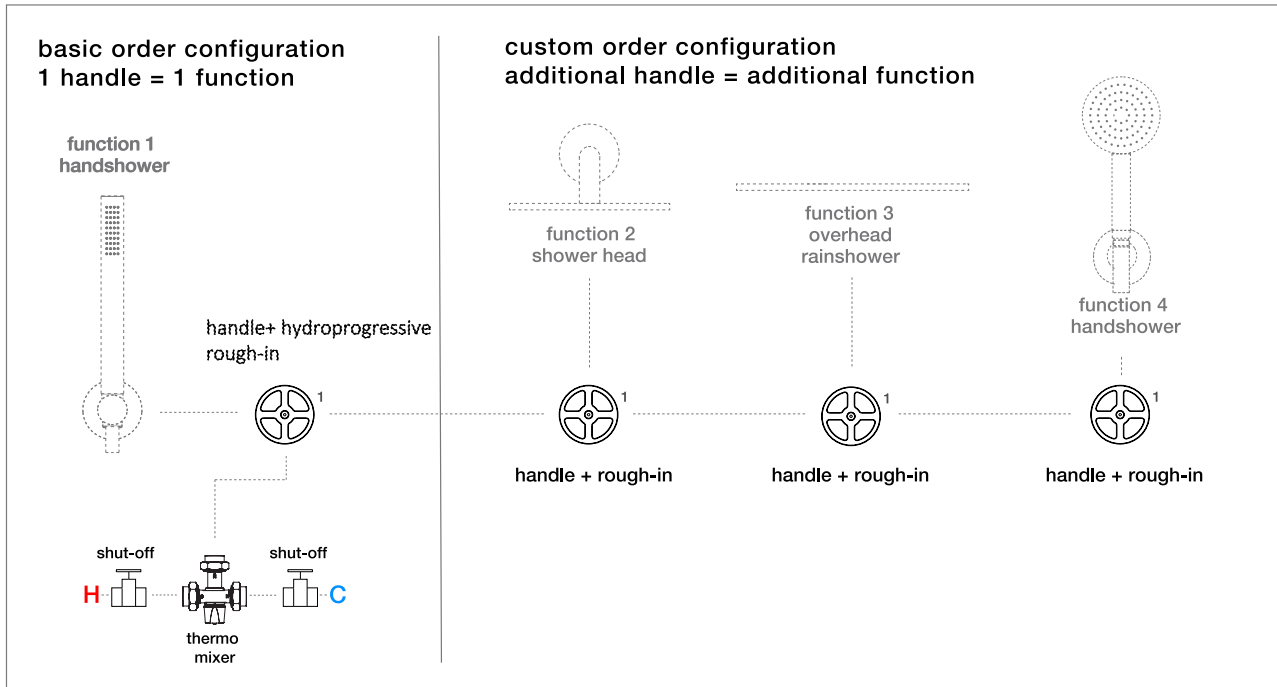 basic order configuration
1 handle = 1 function
function 1
handshower
handle+ hydroprogressive
rough-in
1
shut-off
shut-off
H
C
thermo
mixer
custom order configuration
additional handle = additional function
function 2
shower head
function 3
overhead
rainshower
function 4
handshower
1
1
1
handle + rough-in
handle + rough-in
handle + rough-in